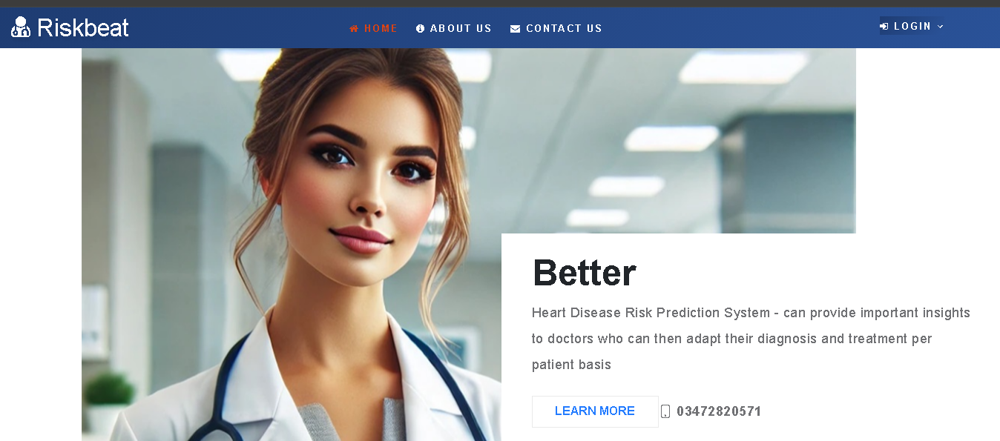 Riskbeat
HOME
ABOUT US
CONTACT US
LOGIN
Better
Heart Disease Risk Prediction System - can provide important insights
to doctors who can then adapt their diagnosis and treatment per
patient basis
LEARN MORE
03472820571